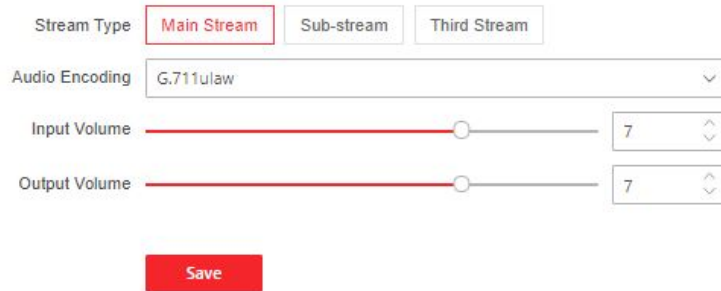 Stream Type Main Stream Sub-stream Third Stream
Audio Encoding G.711ulaw
Input Volume 7
Output Volume 7
Save